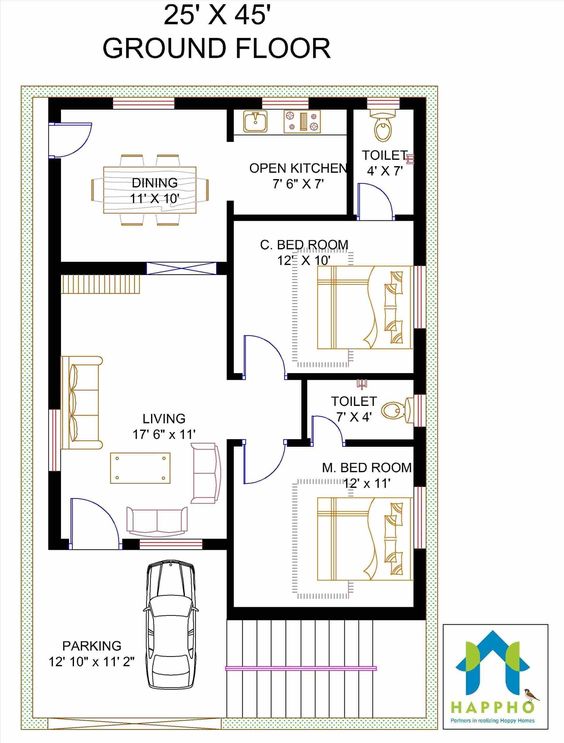 25' X 45'
GROUND FLOOR
DINING
11' X 10'
OPEN KITCHEN
7' 6" X 7'
TOILET
4' X 7'
C. BED ROOM
12' X 10'
LIVING
17' 6" x 11'
TOILET
7' X 4'
M. BED ROOM
12' x 11'
PARKING
12' 10" x 11' 2"
HAPPHO
Partners in realizing Happy Homes